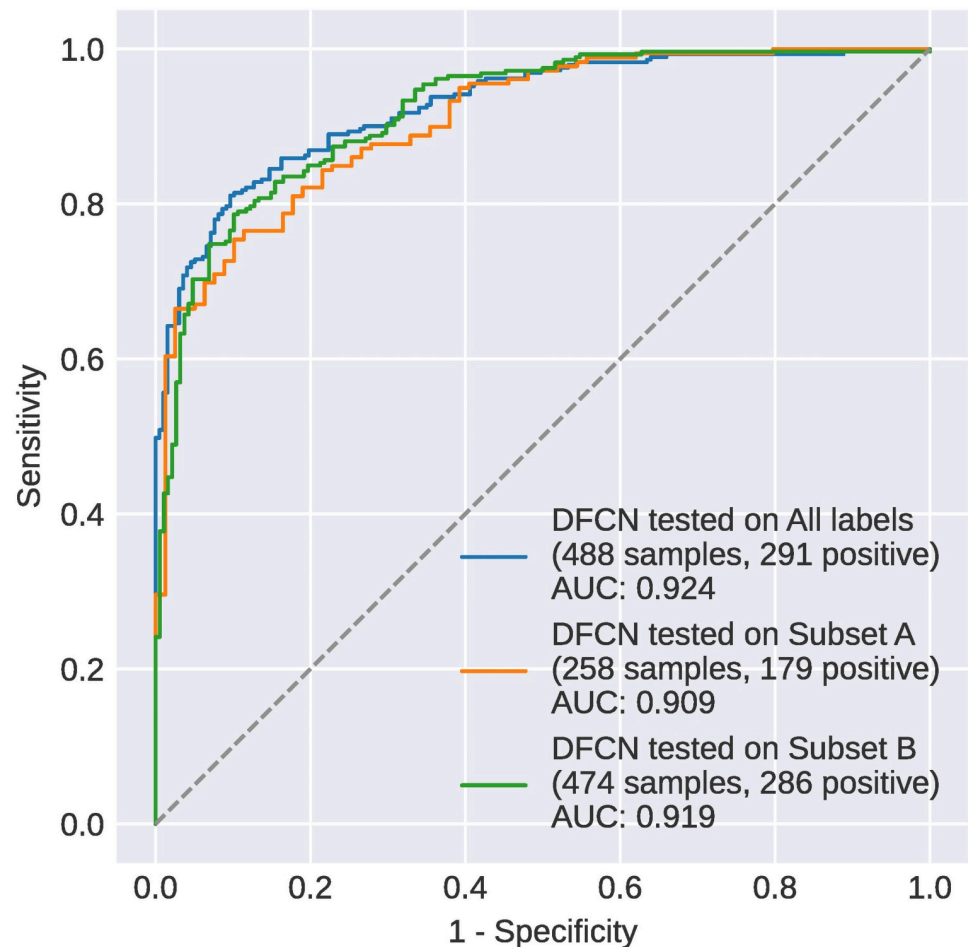 1.0
0.8
0.6
0.4
0.2
0.0
Sensitivity
DFCN tested on All labels
(488 samples, 291 positive)
AUC: 0.924
DFCN tested on Subset A
(258 samples, 179 positive)
AUC: 0.909
DFCN tested on Subset B
(474 samples, 286 positive)
AUC: 0.919
0.0 0.2 0.4 0.6 0.8 1.0
1 - Specificity